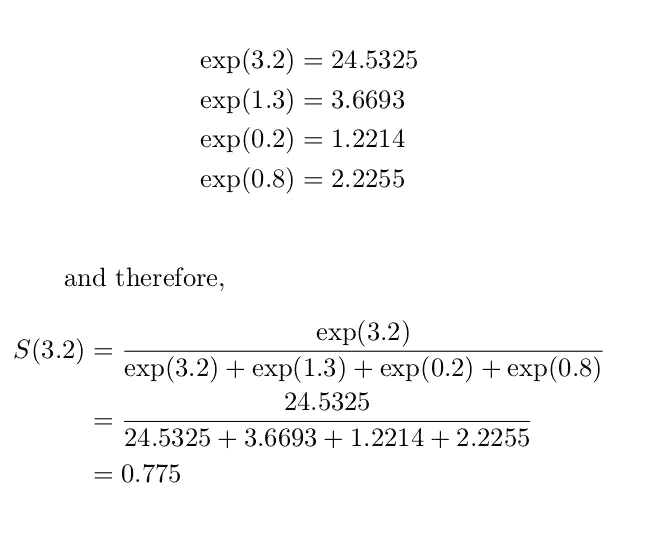 exp(3.2) = 24.5325
exp(1.3) = 3.6693
exp(0.2) = 1.2214
exp(0.8) = 2.2255
and therefore,
S(3.2) = \frac{exp(3.2)}{exp(3.2) + exp(1.3) + exp(0.2) + exp(0.8)}
= \frac{24.5325}{24.5325 + 3.6693 + 1.2214 + 2.2255}
= 0.775